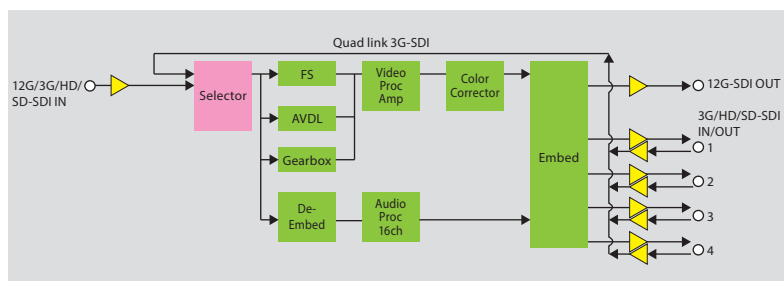 Quad link 3G-SDI
12G/3G/HD/
SD-SDI IN
Selector
FS
AVDL
Gearbox
De-
Embed
Video
Proc
Amp
Color
Corrector
Audio
Proc
16ch
Embed
12G-SDI OUT
3G/HD/SD-SDI
IN/OUT
1
2
3
4